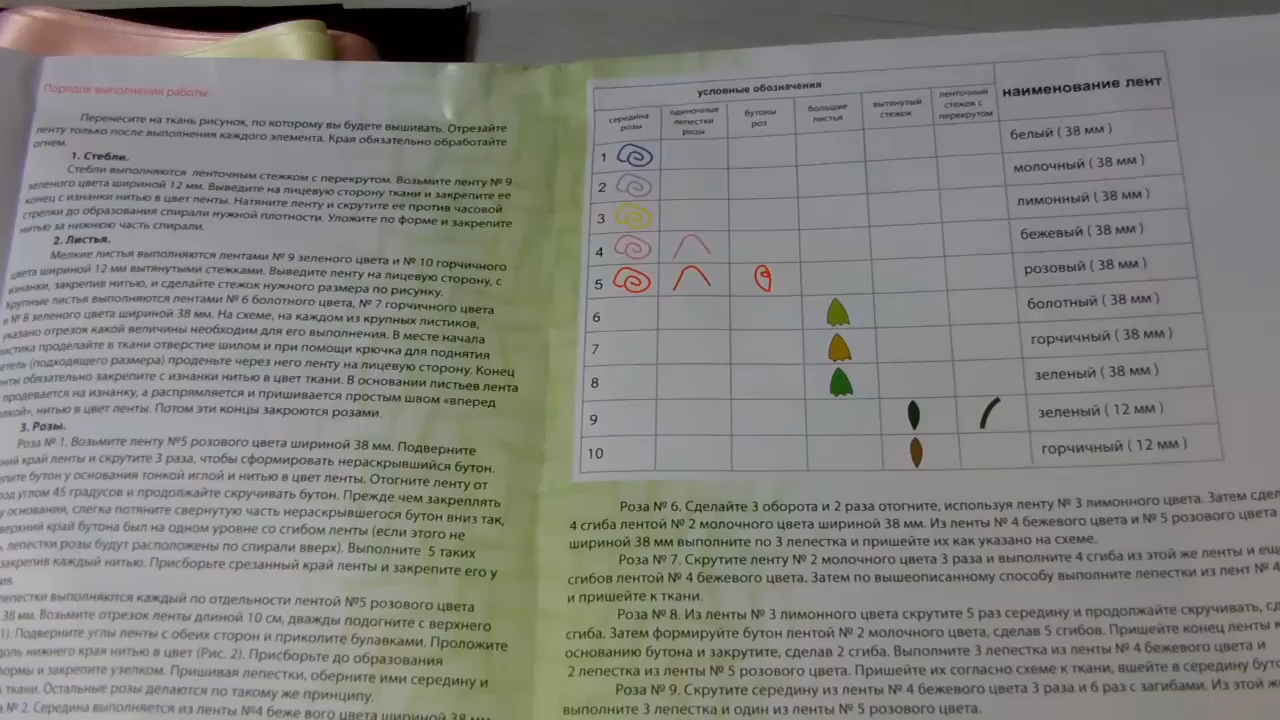 Порядок выполнения работы.
Перенесите на ткань рисунок, по которому вы будете вышивать. Отрезайте
ленту только после выполнения каждого элемента. Края обязательно обработайте
огнем.
1. Стебли.
Стебли выполняются ленточным стежком с перекрутом. Возьмите ленту № 9
зеленого цвета шириной 12 мм. Выведите на лицевую сторону ткани и закрепите ее
конец с изнанки нитью в цвет ленты. Натяните ленту и скрутите ее против часовой
стрелки до образования спирали нужной плотности. Уложите по форме и закрепите
нитью за нижнюю часть спирали.
2. Листья.
Мелкие листья выполняются лентами № 9 зеленого цвета и № 10 горчичного
цвета шириной 12 мм вытянутыми стежками. Выведите ленту на лицевую сторону, с
изнанки, закрепив нитью, и сделайте стежок нужного размера по рисунку.
Крупные листья выполняются лентами № 6 болотного цвета, № 7 горчичного цвета
и № 8 зеленого цвета шириной 38 мм. На схеме, на каждом из крупных листиков,
указано отрезок какой величины необходим для его выполнения. В месте начала
листика проделайте в ткани отверстие шилом и при помощи крючка для поднятия
петель (подходящего размера) проденьте через него ленту на лицевую сторону. Конец
ленты обязательно закрепите с изнанки нитью в цвет ткани. В основании листьев лента
продевается на изнанку, а распрямляется и пришивается простым швом «вперед
иголкой», нитью в цвет ленты. Потом эти концы закроются розами.
3. Розы.
Роза № 1. Возьмите ленту №5 розового цвета шириной 38 мм. Подверните
край ленты и скрутите 3 раза, чтобы сформировать нераскрывшийся бутон.
бутон у основания тонкой иглой и нитью в цвет ленты. Отогните ленту от
под углом 45 градусов и продолжайте скручивать бутон. Прежде чем закреплять
у основания, слегка потяните свернутую часть нераскрывшегося бутон вниз так,
верхний край бутона был на одном уровне со сгибом ленты (если этого не
лепестки розы будут расположены по спирали вверх). Выполните 5 таких
закрепив каждый нитью. Присборьте срезанный край ленты и закрепите его у
лепестки выполняются каждый по отдельности лентой №5 розового цвета
38 мм. Возьмите отрезок ленты длиной 10 см, дважды подогните с верхнего
1). Подверните углы ленты с обеих сторон и приколите булавками. Проложите
вдоль нижнего края нитью в цвет (Рис. 2). Присборьте до образования
формы и закрепите узелком. Пришивая лепестки, оберните ими середину и
к ткани. Остальные розы делаются по такому же принципу.
№ 2. Середина выполняется из ленты №4 беже вого цвета шириной 38 мм.
условные обозначения наименование лент
середина розы одиночные лепестки розы бутоны роз большие листья вытянутый стежок ленточный стежок с перекрутом
1 белый ( 38 мм )
2 молочный ( 38 мм )
3 лимонный ( 38 мм )
4 бежевый ( 38 мм )
5 розовый ( 38 мм )
6 болотный ( 38 мм )
7 горчичный ( 38 мм )
8 зеленый ( 38 мм )
9 зеленый ( 12 мм )
10 горчичный ( 12 мм )
Роза № 6. Сделайте 3 оборота и 2 раза отогните, используя ленту № 3 лимонного цвета. Затем
4 сгиба лентой № 2 молочного цвета шириной 38 мм. Из ленты № 4 бежевого цвета и № 5 розового цвета
шириной 38 мм выполните по 3 лепестка и пришейте их как указано на схеме.
Роза № 7. Скрутите ленту № 2 молочного цвета 3 раза и выполните 4 сгиба из этой же ленты и
сгибов лентой № 4 бежевого цвета. Затем по вышеописанному способу выполните лепестки из лент № 4
и пришейте к ткани.
Роза № 8. Из ленты № 3 лимонного цвета скрутите 5 раз середину и продолжайте скручивать,
сгиба. Затем формируйте бутон лентой № 2 молочного цвета, сделав 5 сгибов. Пришейте конец ленты к
основанию бутона и закрутите, сделав 2 сгиба. Выполните 3 лепестка из ленты № 4 бежевого цвета и
2 лепестка из ленты № 5 розового цвета. Пришейте их согласно схеме к ткани, вшейте в середину
Роза № 9. Скрутите середину из ленты № 4 бежевого цвета 3 раза и 6 раз с загибами. Из этой же
выполните 3 лепестка и один из ленты № 5 розового цвета.